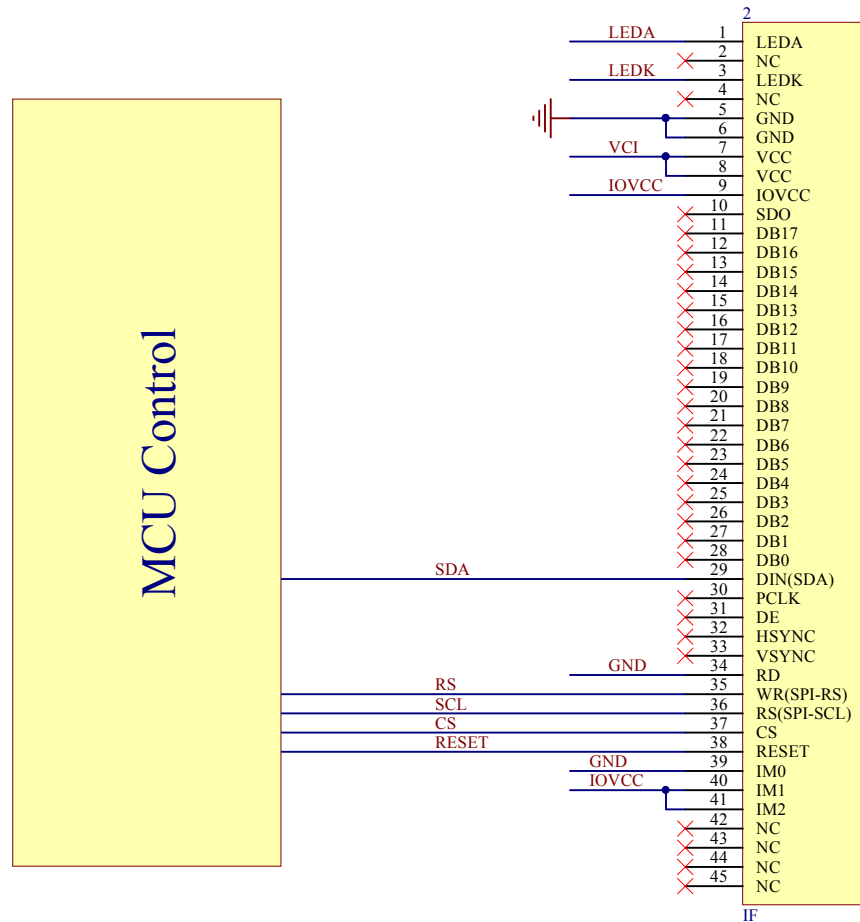 2
LEDA 1 LEDA
2 NC
LEDK 3 LEDK
4 NC
5 GND
6 GND
VCI 7 VCC
8 VCC
IOVCC 9 IOVCC
10 SDO
11 DB17
12 DB16
13 DB15
14 DB14
15 DB13
16 DB12
17 DB11
18 DB10
19 DB9
20 DB8
21 DB7
22 DB6
23 DB5
24 DB4
25 DB3
26 DB2
27 DB1
28 DB0
SDA 29 DIN(SDA)
30 PCLK
31 DE
32 HSYNC
33 VSYNC
GND 34 RD
RS 35 WR(SPI-RS)
SCL 36 RS(SPI-SCL)
CS 37 CS
RESET 38 RESET
GND 39 IM0
IOVCC 40 IM1
41 IM2
42 NC
43 NC
44 NC
45 NC
IF
MCU Control